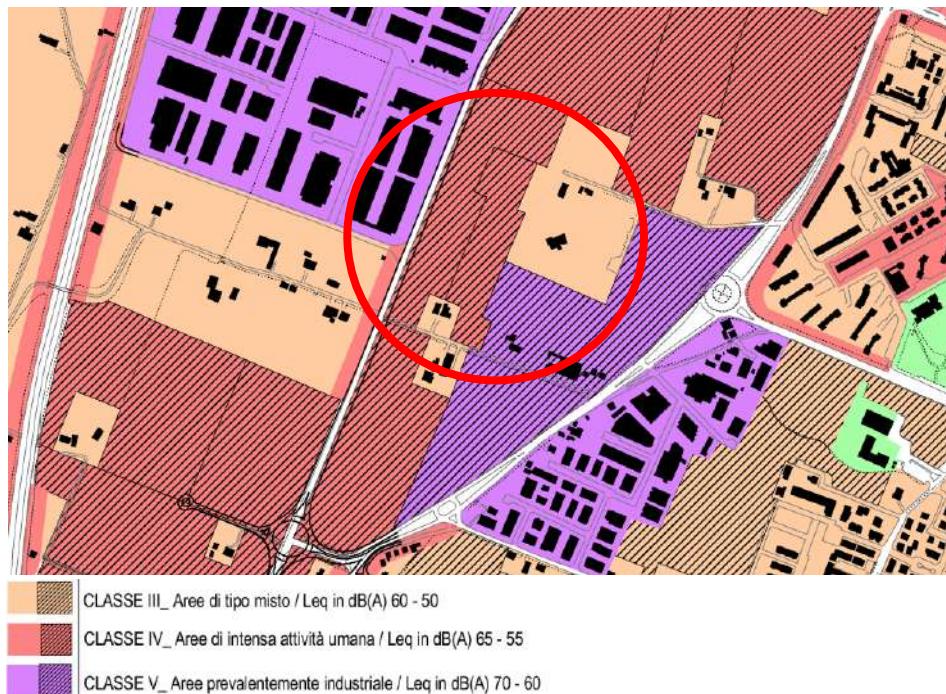 CLASSE III_ Aree di tipo misto / Leq in dB(A) 60 - 50
CLASSE IV_ Aree di intensa attività umana / Leq in dB(A) 65 - 55
CLASSE V_ Aree prevalentemente industriale / Leq in dB(A) 70 - 60